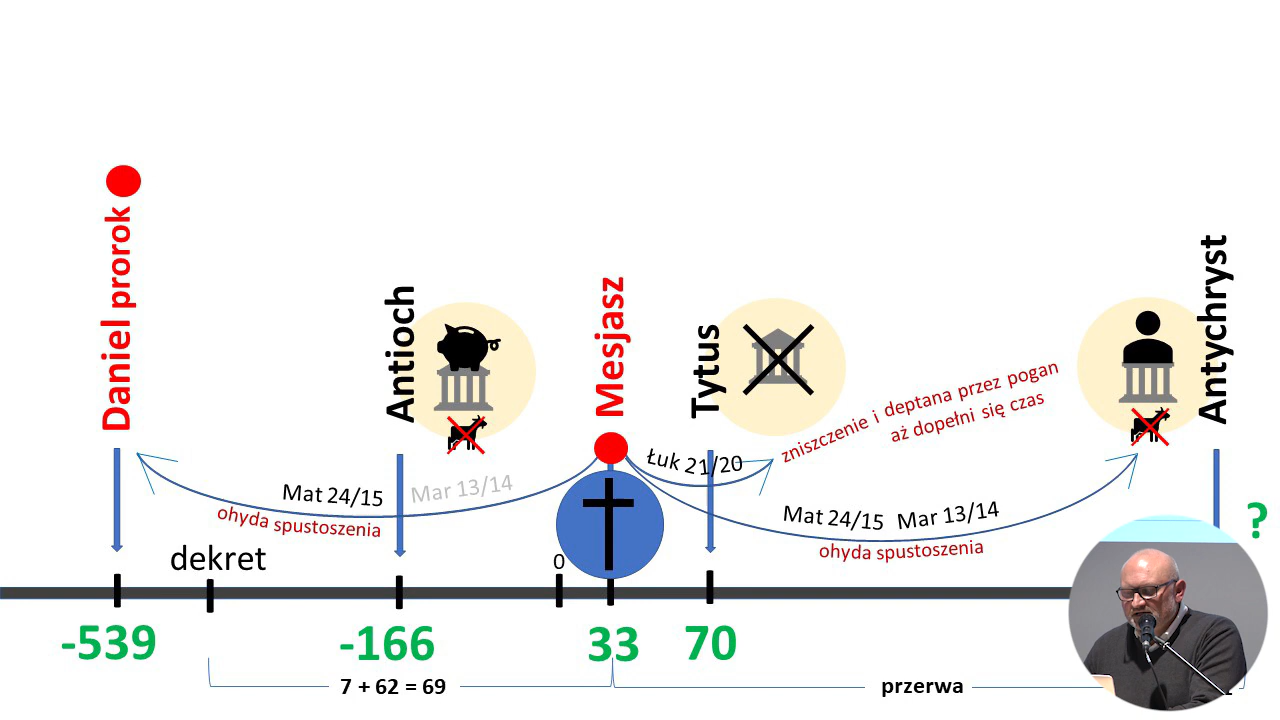 Daniel prorok
Antioch
Mesjasz
Tytus
Antychryst
zniszczenie i deptana przez pogan
aż dopełni się czas
Łuk 21/20
Mat 24/15
Mar 13/14
ohyda spustoszenia
Mat 24/15 Mar 13/14
ohyda spustoszenia
?
dekret
0
-539
-166
33
70
7 + 62 = 69
przerwa